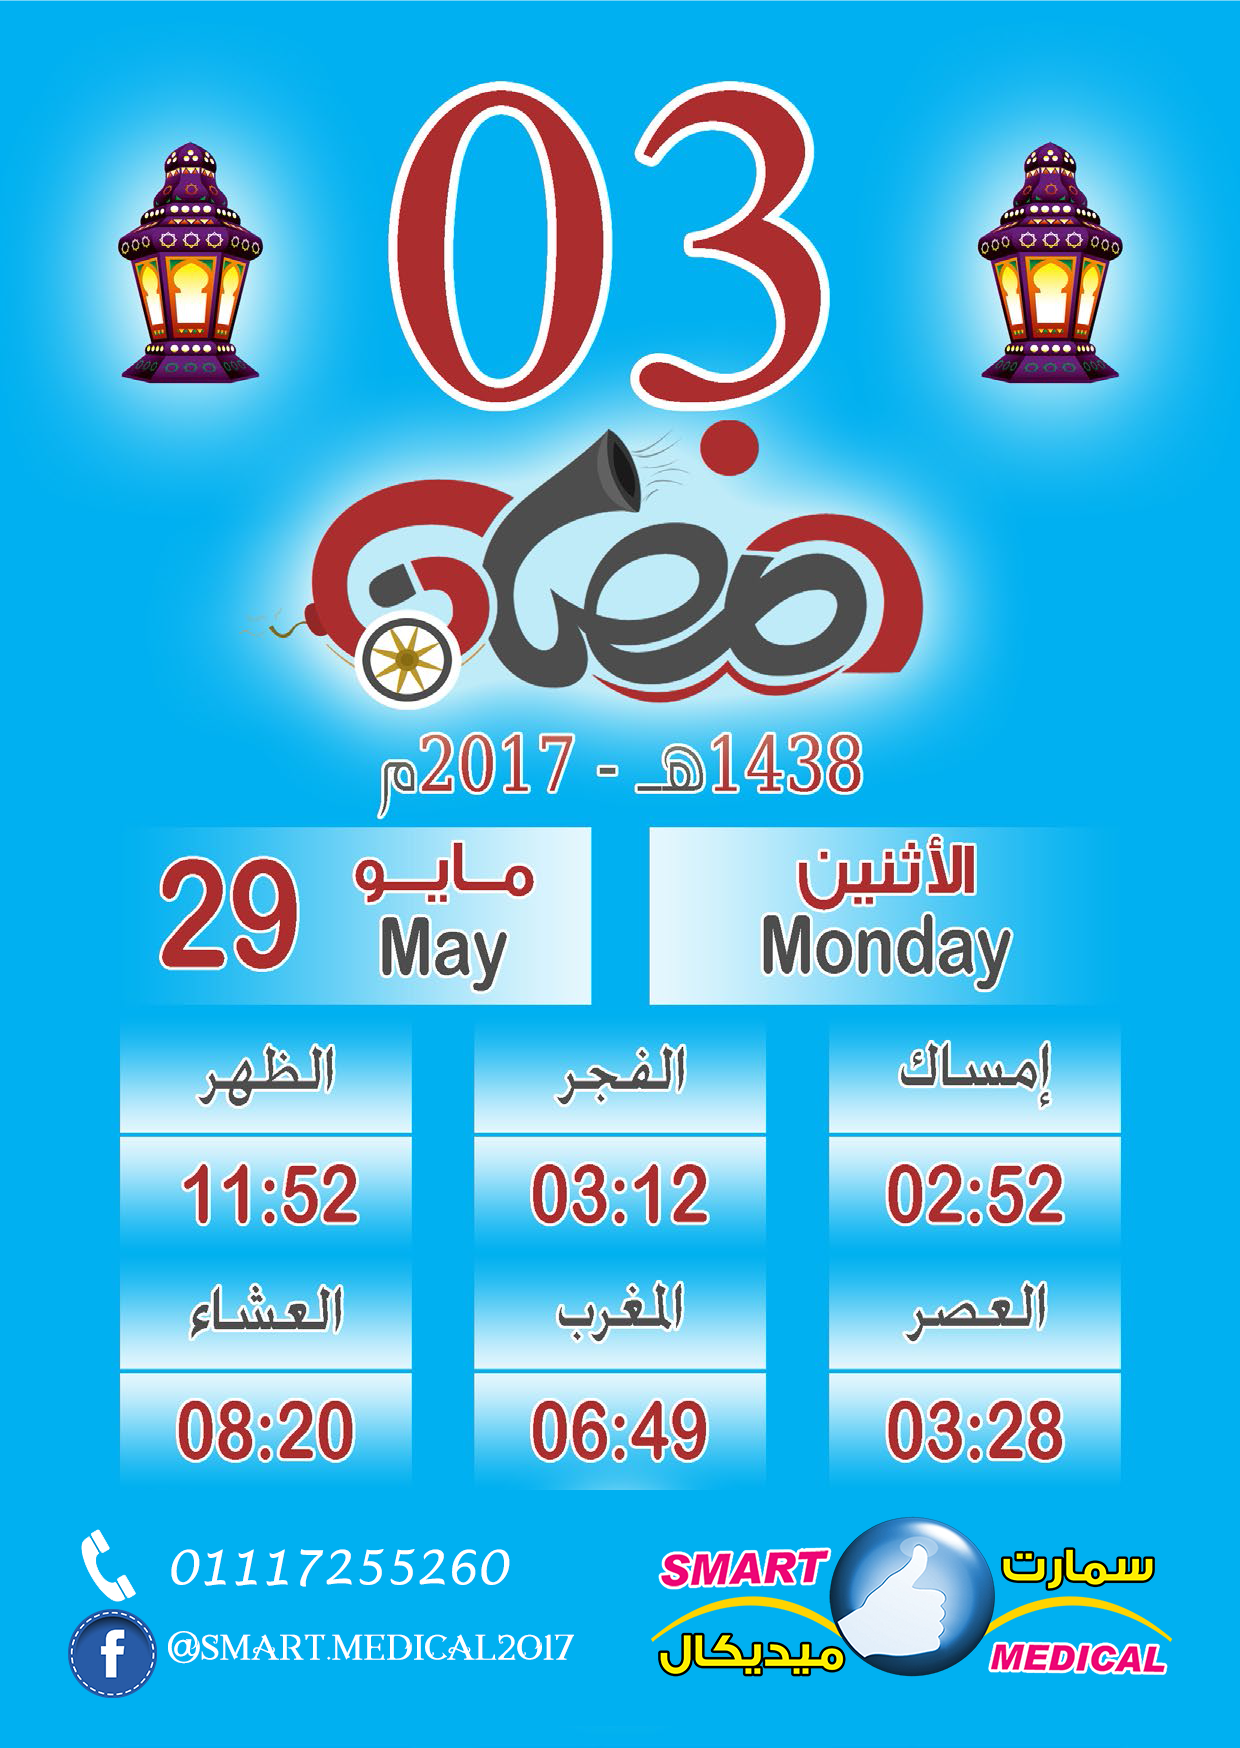 03
رمضان
1438هـ - 2017م
الأثنين
Monday
مايو
May
29
إمساك
الفجر
الظهر
02:52
03:12
11:52
العصر
المغرب
العشاء
03:28
06:49
08:20
01117255260
@SMART.MEDICAL2017
SMART
سمارت
ميديكال
MEDICAL